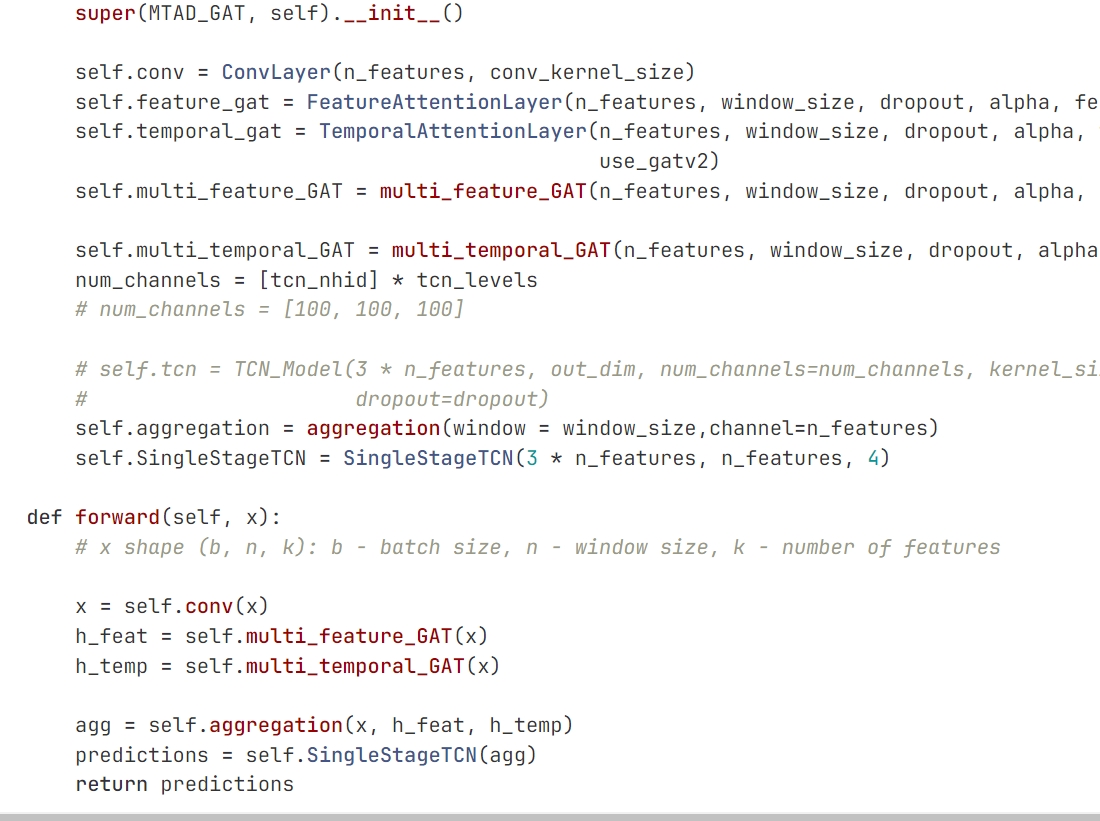 super(MTAD_GAT, self).__init__()
self.conv = ConvLayer(n_features, conv_kernel_size)
self.feature_gat = FeatureAttentionLayer(n_features, window_size, dropout, alpha, fe
self.temporal_gat = TemporalAttentionLayer(n_features, window_size, dropout, alpha,
use_gatv2)
self.multi_feature_GAT = multi_feature_GAT(n_features, window_size, dropout, alpha,
self.multi_temporal_GAT = multi_temporal_GAT(n_features, window_size, dropout, alpha
num_channels = [tcn_nhid] * tcn_levels
# num_channels = [100, 100, 100]
# self.tcn = TCN_Model(3 * n_features, out_dim, num_channels=num_channels, kernel_si
# dropout=dropout)
self.aggregation = aggregation(window = window_size,channel=n_features)
self.SingleStageTCN = SingleStageTCN(3 * n_features, n_features, 4)
def forward(self, x):
# x shape (b, n, k): b - batch size, n - window size, k - number of features
x = self.conv(x)
h_feat = self.multi_feature_GAT(x)
h_temp = self.multi_temporal_GAT(x)
agg = self.aggregation(x, h_feat, h_temp)
predictions = self.SingleStageTCN(agg)
return predictions